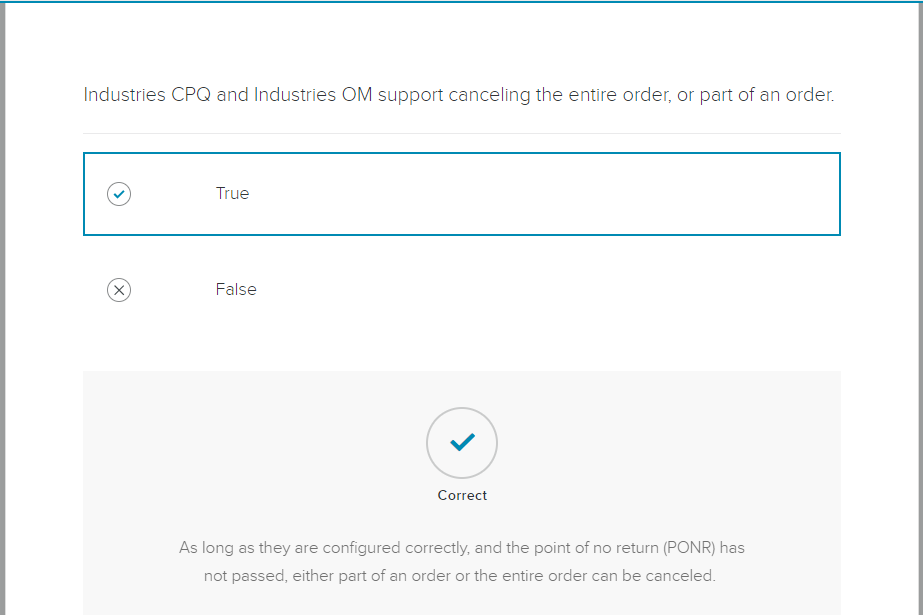 Industries CPQ and Industries OM support canceling the entire order, or part of an order.
True
False
Correct
As long as they are configured correctly, and the point of no return (PONR) has
not passed, either part of an order or the entire order can be canceled.